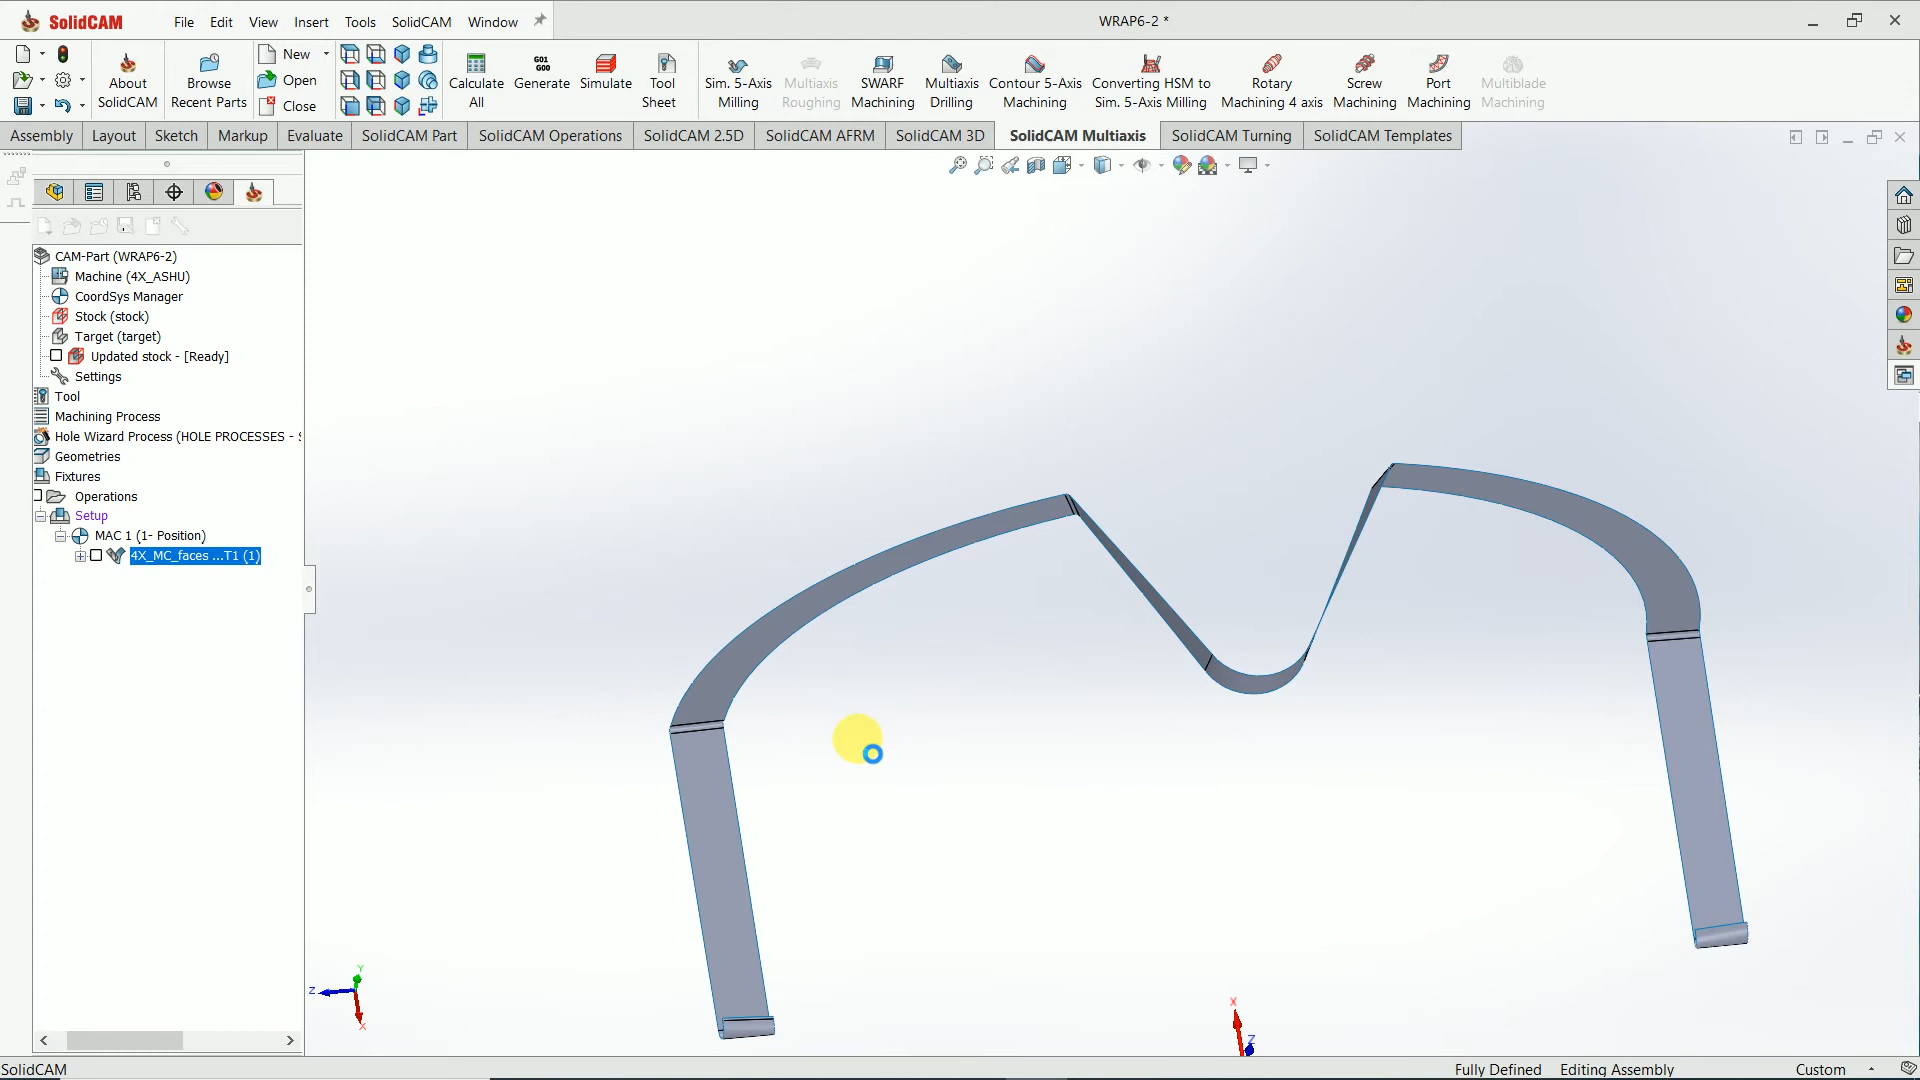 SolidCAM
File Edit View Insert Tools SolidCAM Window
WRAP6-2 *
New
Open
Close
About SolidCAM
Browse Recent Parts
Calculate All
G01 G00
Generate
Simulate
Tool Sheet
Sim. 5-Axis Milling
Multiaxis Roughing
SWARF Machining
Multiaxis Drilling
Contour 5-Axis Machining
Converting HSM to Sim. 5-Axis Milling
Rotary Machining 4 axis
Screw Machining
Port Machining
Multiblade Machining
Assembly Layout Sketch Markup Evaluate SolidCAM Part SolidCAM Operations SolidCAM 2.5D SolidCAM AFRM SolidCAM 3D SolidCAM Multiaxis SolidCAM Turning SolidCAM Templates
CAM-Part (WRAP6-2)
Machine (4X_ASHU)
CoordSys Manager
Stock (stock)
Target (target)
Updated stock - [Ready]
Settings
Tool
Machining Process
Hole Wizard Process (HOLE PROCESSES -
Geometries
Fixtures
Operations
Setup
MAC 1 (1- Position)
4X_MC_faces ...T1 (1)
Y
Z
X
X
Z
SolidCAM
Fully Defined Editing Assembly Custom